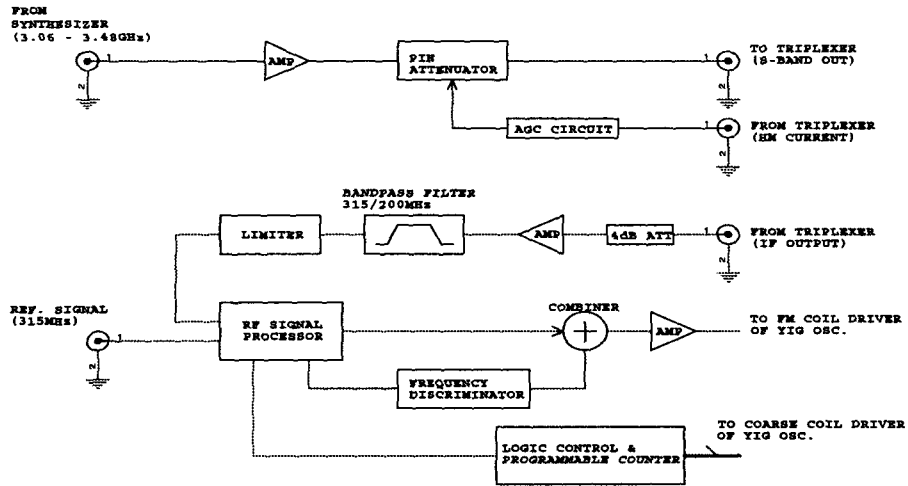 FROM
SYNTHESIZER
(3.06 - 3.48GHz)
1
2
AMP
PIN
ATTENUATOR
1
2
TO TRIPLEXER
(S-BAND OUT)
AGC CIRCUIT
1
2
FROM TRIPLEXER
(HM CURRENT)
BANDPASS FILTER
315/200MHz
LIMITER
AMP
4dB ATT
1
2
FROM TRIPLEXER
(IF OUTPUT)
REF. SIGNAL
(315MHz)
1
2
RF SIGNAL
PROCESSOR
COMBINER
AMP
TO FM COIL DRIVER
OF YIG OSC.
FREQUENCY
DISCRIMINATOR
TO COARSE COIL DRIVER
OF YIG OSC.
LOGIC CONTROL &
PROGRAMMABLE COUNTER